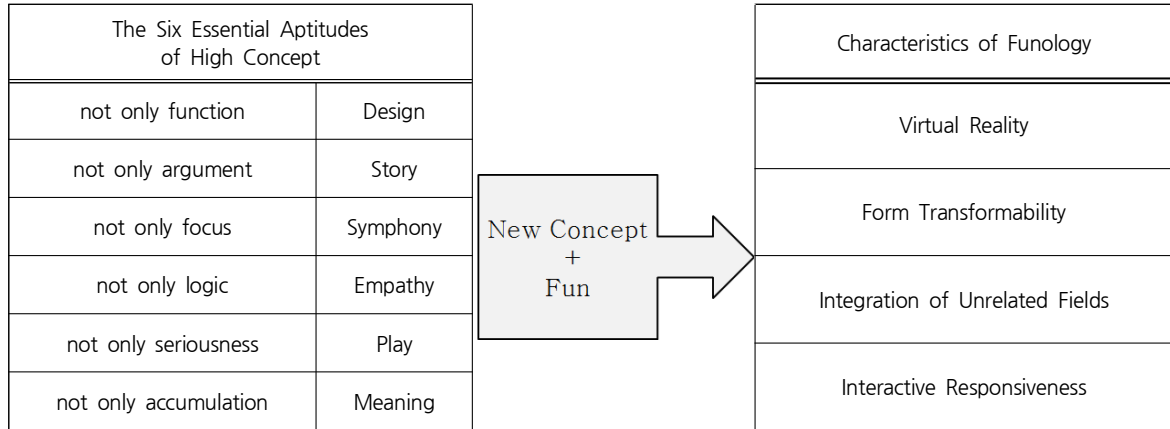 The Six Essential Aptitudes
of High Concept
not only function Design
not only argument Story
not only focus Symphony
not only logic Empathy
not only seriousness Play
not only accumulation Meaning
New Concept
+
Fun
Characteristics of Funology
Virtual Reality
Form Transformability
Integration of Unrelated Fields
Interactive Responsiveness